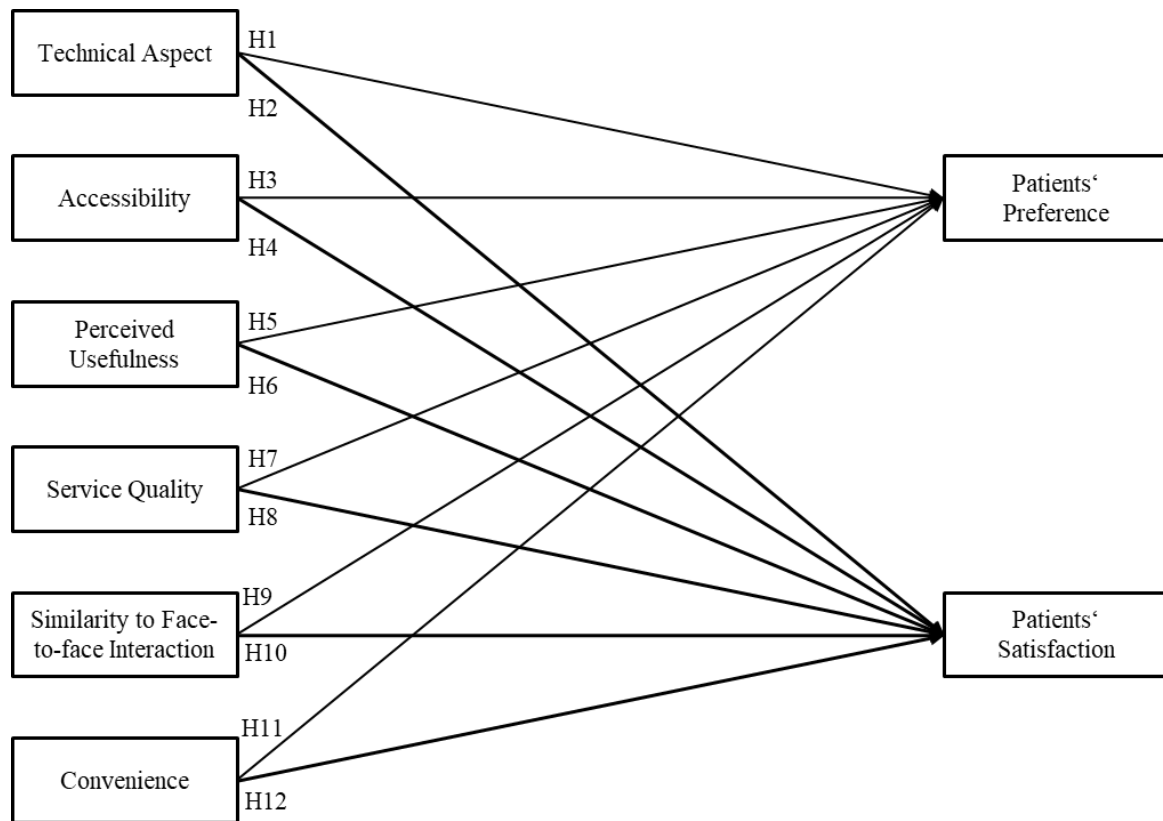 Technical Aspect
H1
H2
Accessibility
H3
H4
Patients‘
Preference
Perceived
Usefulness
H5
H6
Service Quality
H7
H8
Similarity to Face-
to-face Interaction
H9
H10
Patients‘
Satisfaction
Convenience
H11
H12